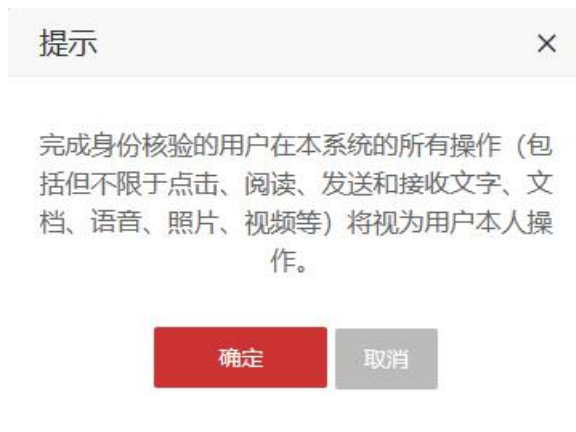 提示
×
完成身份核验的用户在本系统的所有操作（包
括但不限于点击、阅读、发送和接收文字、文
档、语音、照片、视频等）将视为用户本人操
作。
确定
取消